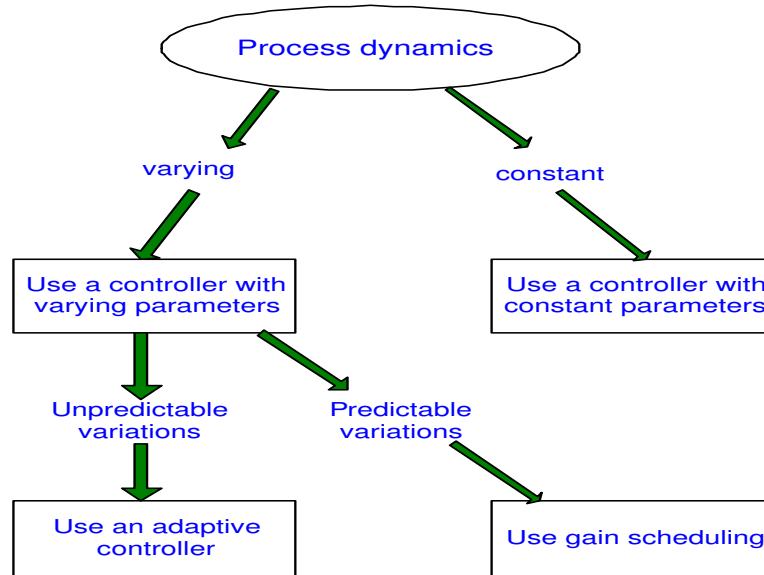 Process dynamics
varying
constant
Use a controller with
varying parameters
Use a controller with
constant parameters
Unpredictable
variations
Predictable
variations
Use an adaptive
controller
Use gain scheduling